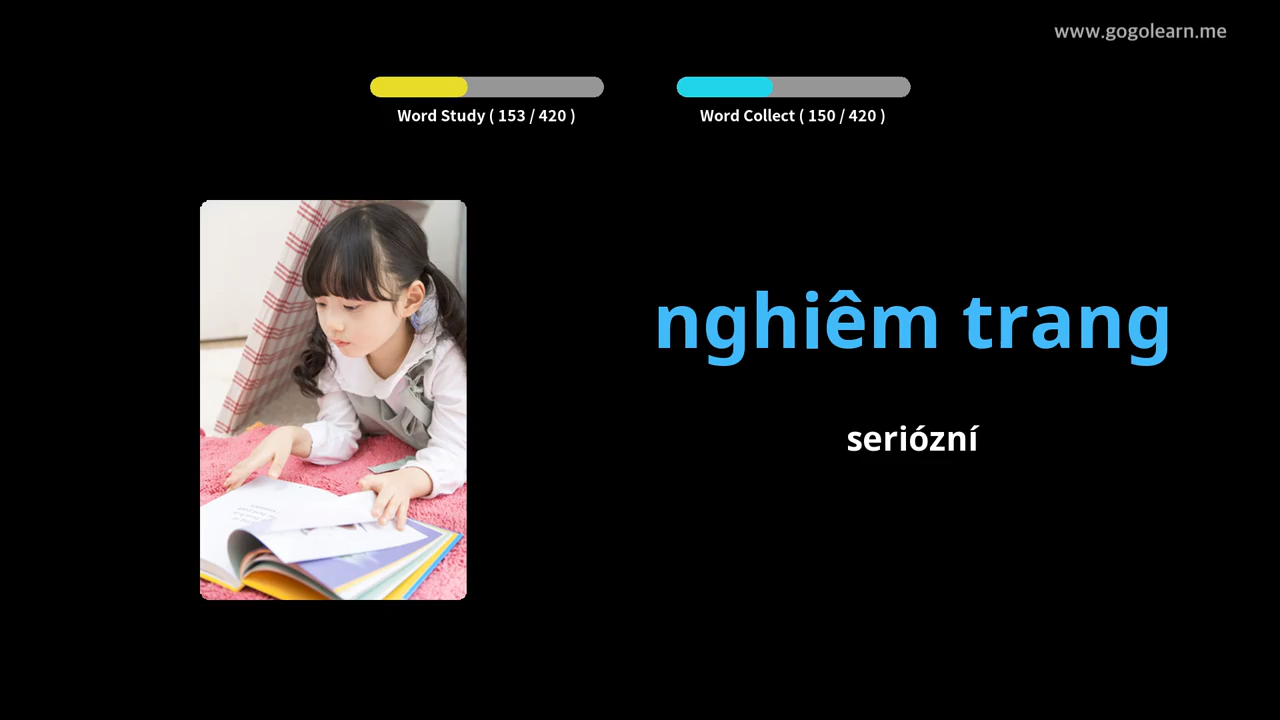 www.gogolearn.me
Word Study ( 153 / 420 )
Word Collect ( 150 / 420 )
nghiêm trang
seriózní